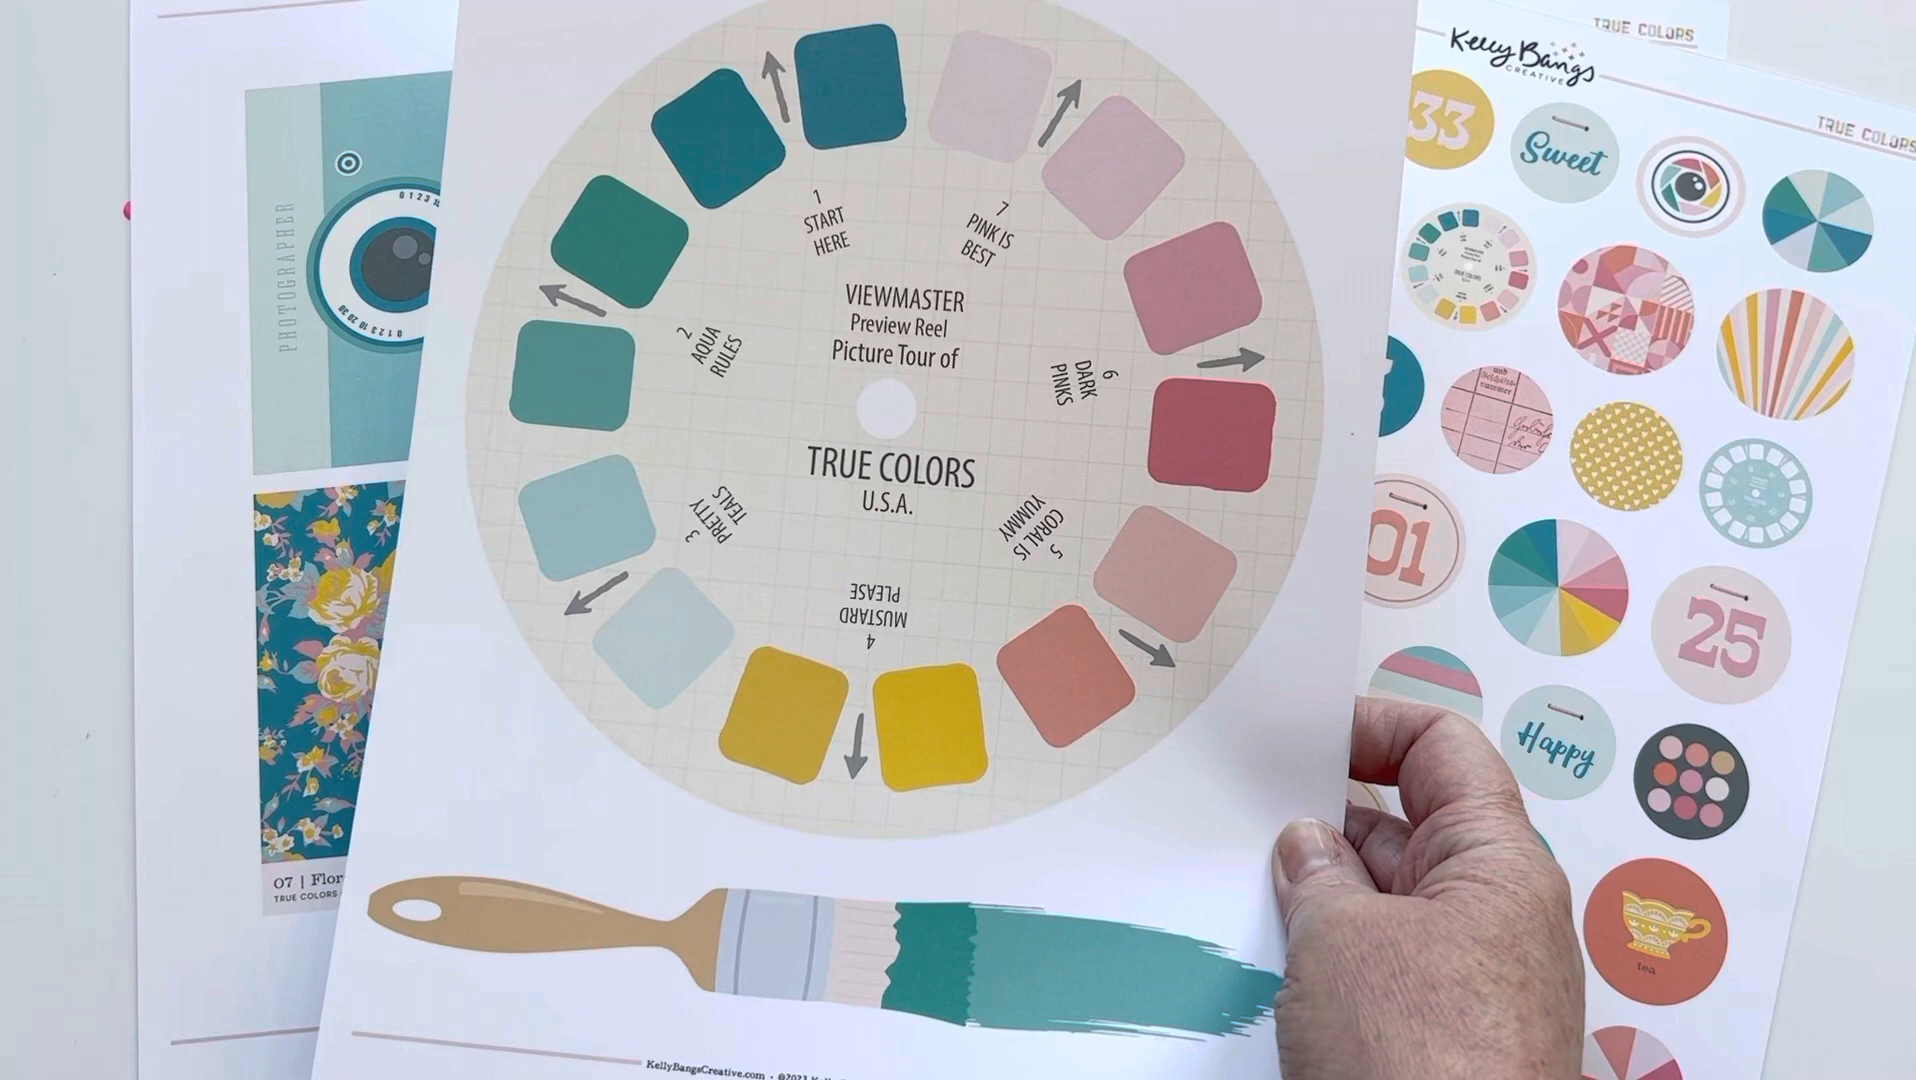 PHOTOGRAPHER
07 | Flor
TRUE COLORS
1
START
HERE
7
PINK IS
BEST
2
AQUA
RULES
6
DARK
PINKS
VIEWMASTER
Preview Reel
Picture Tour of
TRUE COLORS
U.S.A.
3
PRETTY
TEALS
5
CORAL IS
YUMMY
4
MUSTARD
PLEASE
KellyBangsCreative.com
TRUE COLORS
Kelly Bangs
CREATIVE
TRUE COLORS
33
Sweet
01
25
Happy
tea